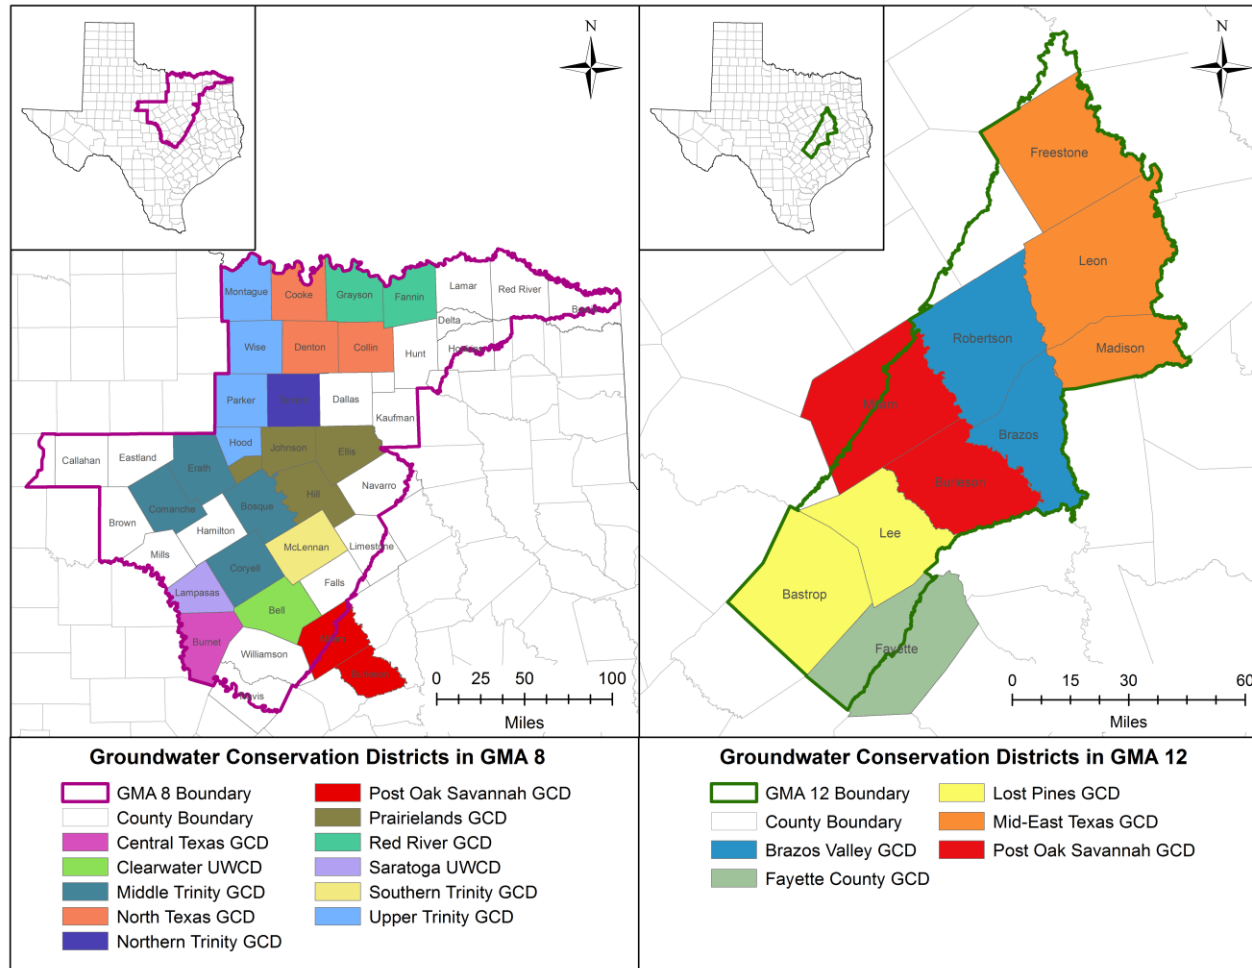 N
Montague
Cooke
Grayson
Fannin
Lamar
Red River
Delta
Wise
Denton
Collin
Hunt
Parker
Dallas
Kaufman
Hood
Johnson
Ellis
Callahan
Eastland
Erath
Navarro
Comanche
Bosque
Hill
Brown
Hamilton
McLennan
Limestone
Mills
Coryell
Falls
Lampasas
Bell
Burnet
Williamson
0 25 50 100
Miles
N
Freestone
Leon
Robertson
Madison
Milam
Brazos
Burleson
Lee
Bastrop
Fayette
0 15 30 60
Miles
Groundwater Conservation Districts in GMA 8
GMA 8 Boundary
County Boundary
Central Texas GCD
Clearwater UWCD
Middle Trinity GCD
North Texas GCD
Northern Trinity GCD
Post Oak Savannah GCD
Prairielands GCD
Red River GCD
Saratoga UWCD
Southern Trinity GCD
Upper Trinity GCD
Groundwater Conservation Districts in GMA 12
GMA 12 Boundary
County Boundary
Brazos Valley GCD
Fayette County GCD
Lost Pines GCD
Mid-East Texas GCD
Post Oak Savannah GCD